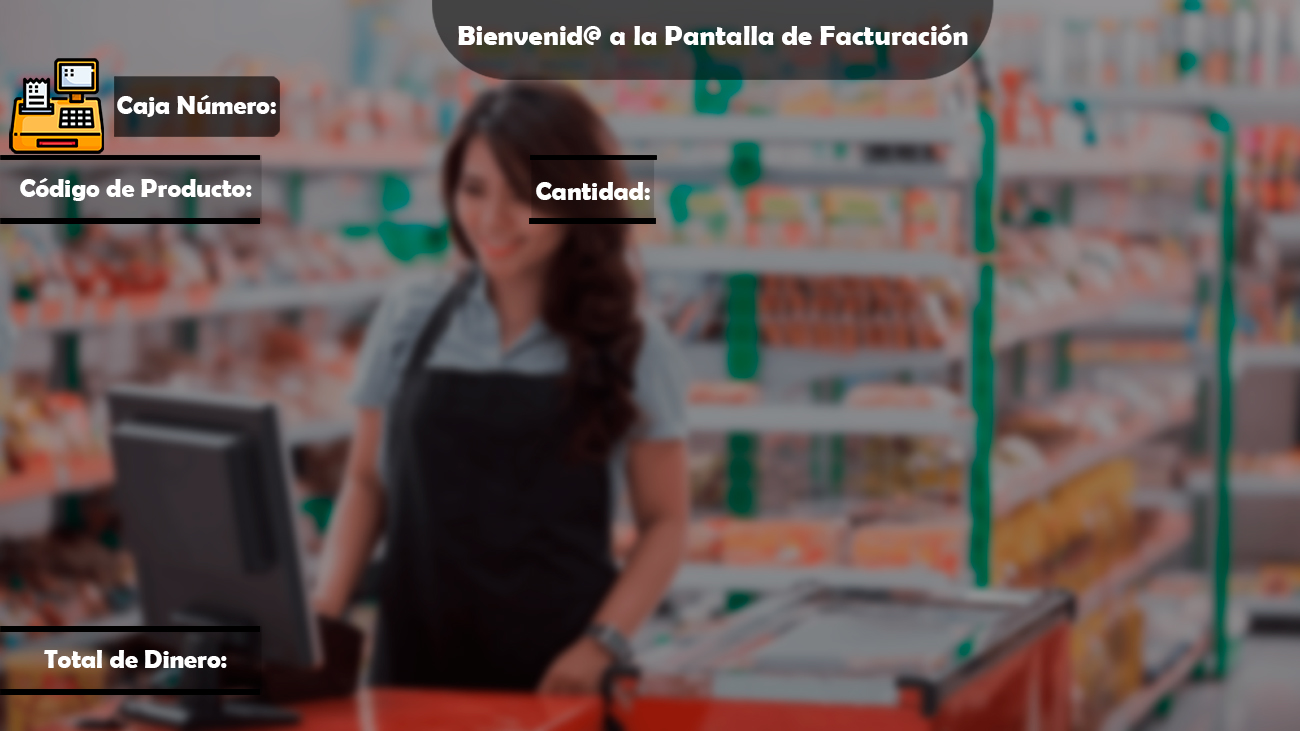 Bienvenid@ a la Pantalla de Facturación
Caja Número:
Código de Producto:
Cantidad:
Total de Dinero: